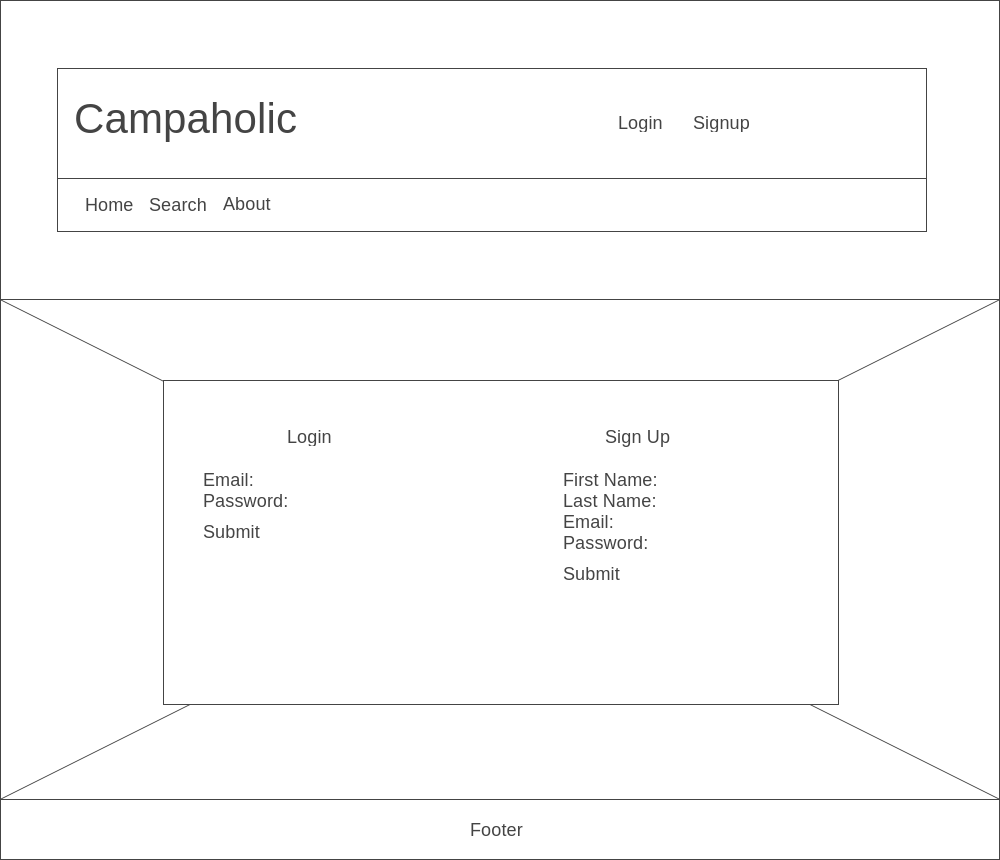 Campaholic
Login Signup
Home Search About
Login
Email:
Password:
Submit
Sign Up
First Name:
Last Name:
Email:
Password:
Submit
Footer